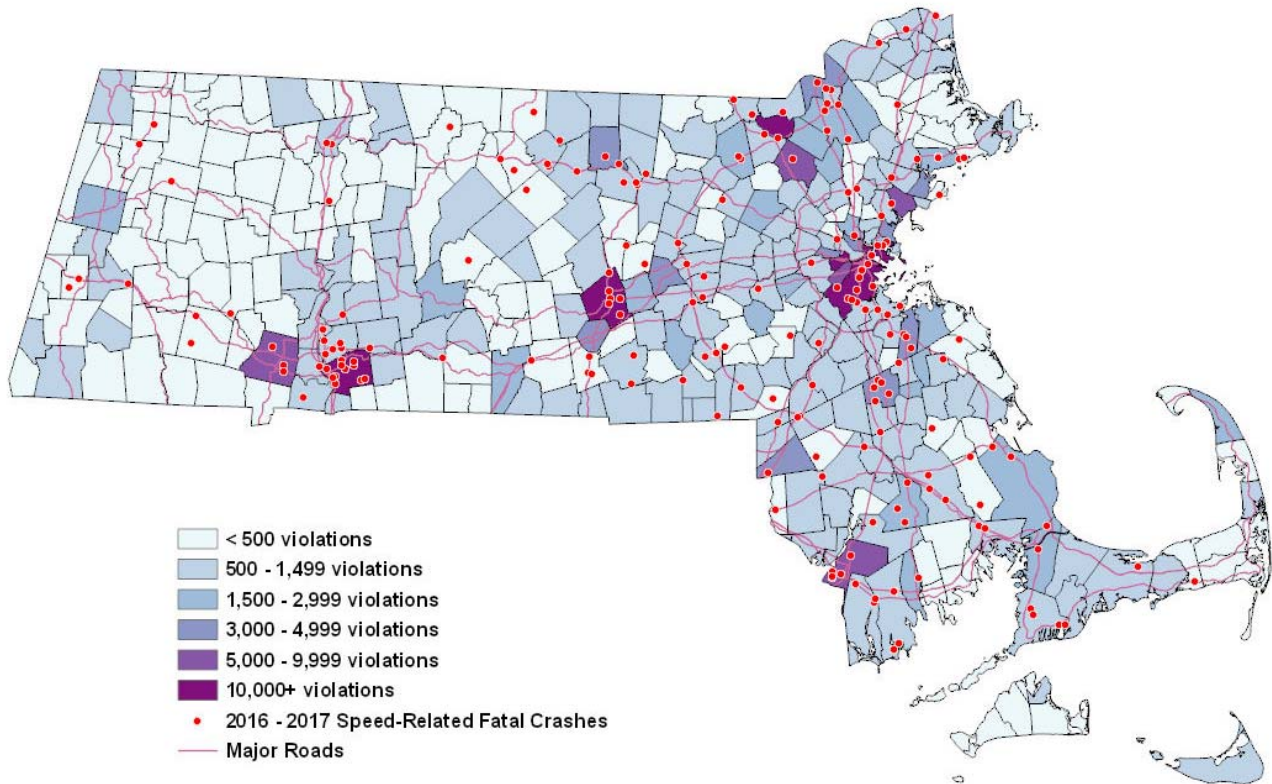 < 500 violations
500 - 1,499 violations
1,500 - 2,999 violations
3,000 - 4,999 violations
5,000 - 9,999 violations
10,000+ violations
2016 - 2017 Speed-Related Fatal Crashes
Major Roads